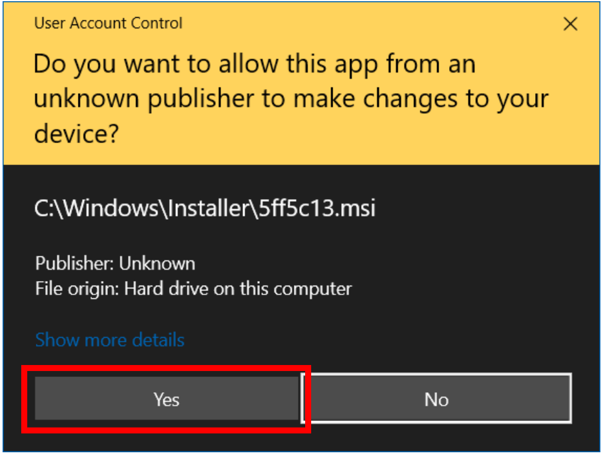 User Account Control
Do you want to allow this app from an
unknown publisher to make changes to your
device?
C:\Windows\Installer\5ff5c13.msi
Publisher: Unknown
File origin: Hard drive on this computer
Show more details
Yes
No